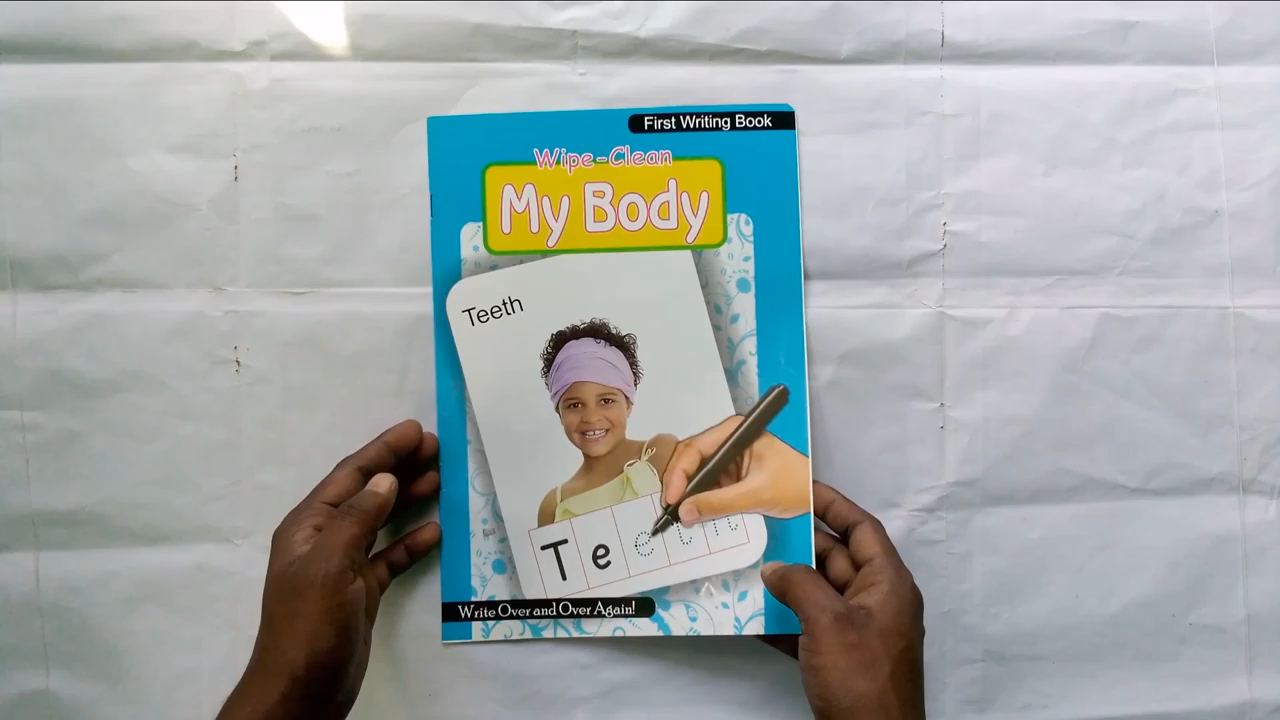 First Writing Book
Wipe-Clean
My Body
Teeth
Te e t h
Write Over and Over Again!